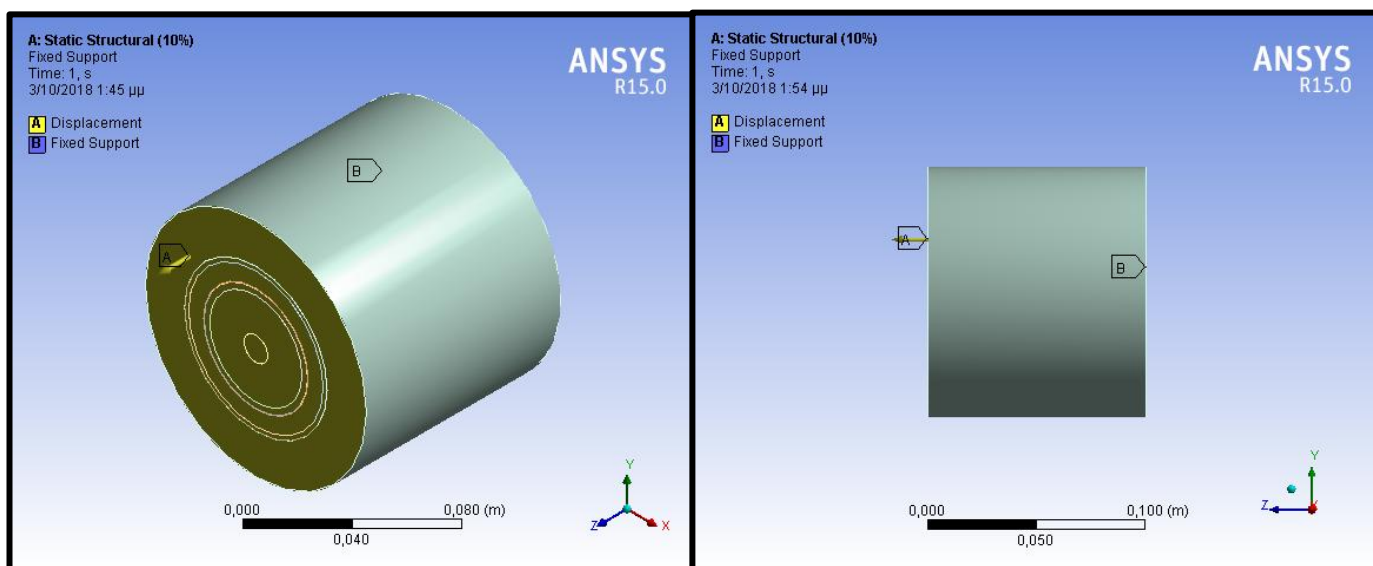 A: Static Structural (10%)
Fixed Support
Time: 1, s
3/10/2018 1:45 μμ
A Displacement
B Fixed Support
ANSYS
R15.0
B
A
0,000 0,080 (m)
0,040
Y
Z X
A: Static Structural (10%)
Fixed Support
Time: 1, s
3/10/2018 1:54 μμ
A Displacement
B Fixed Support
ANSYS
R15.0
A
B
0,000 0,100 (m)
0,050
Y
Z